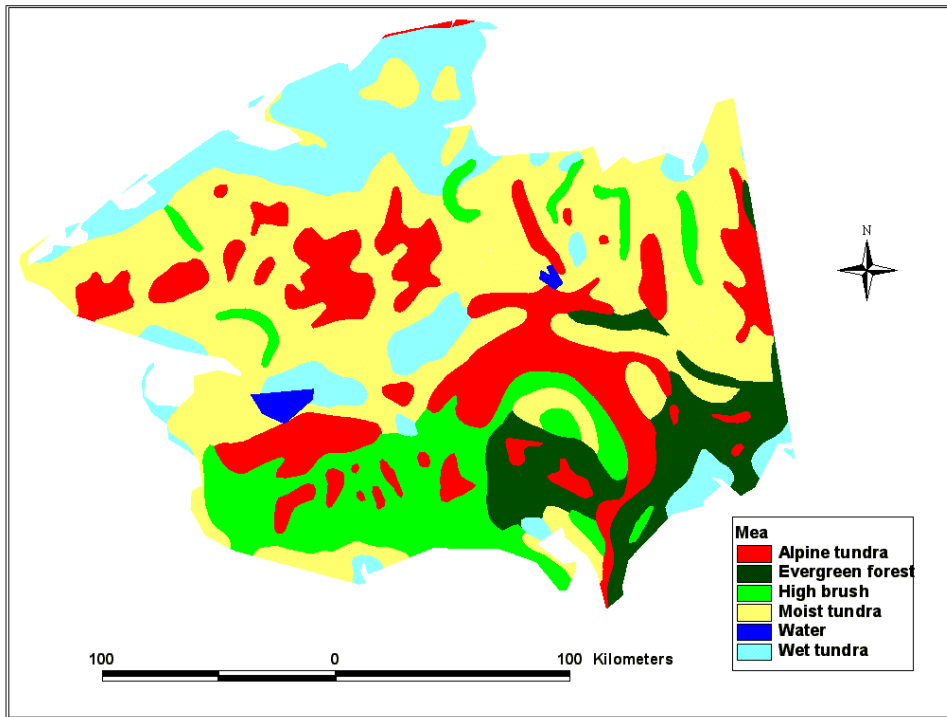 N
Mea
Alpine tundra
Evergreen forest
High brush
Moist tundra
Water
Wet tundra
100 0 100 Kilometers